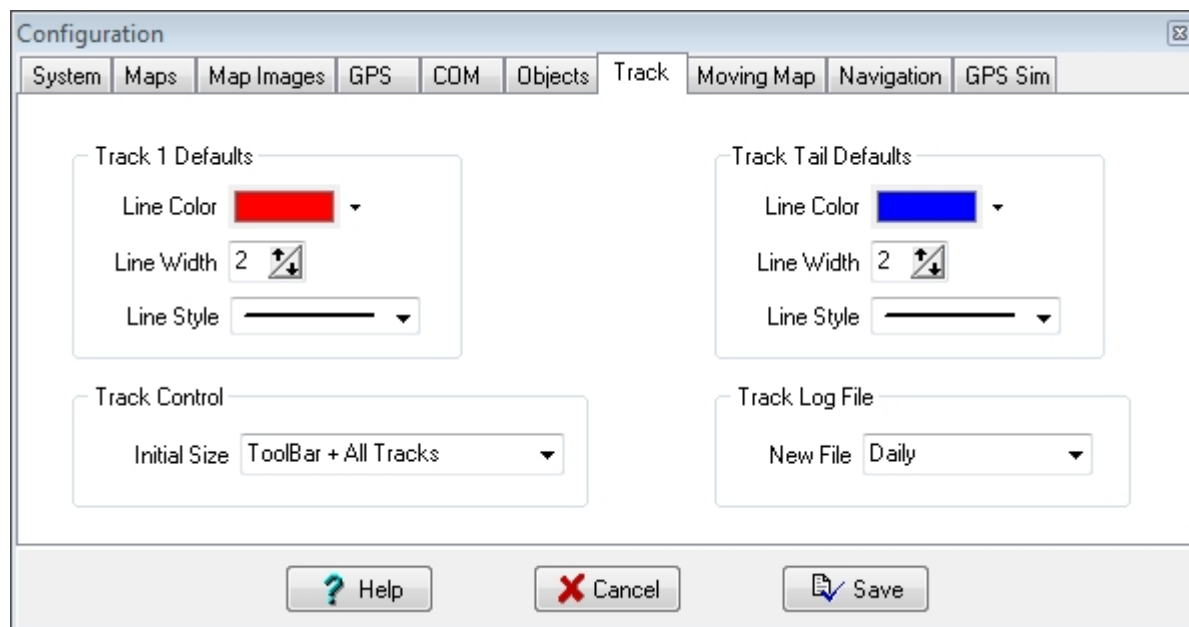 Configuration
System Maps Map Images GPS COM Objects Track Moving Map Navigation GPS Sim
Track 1 Defaults Track Tail Defaults
Line Color Line Color
Line Width 2 Line Width 2
Line Style Line Style
Track Control Track Log File
Initial Size ToolBar + All Tracks New File Daily
? Help Cancel Save